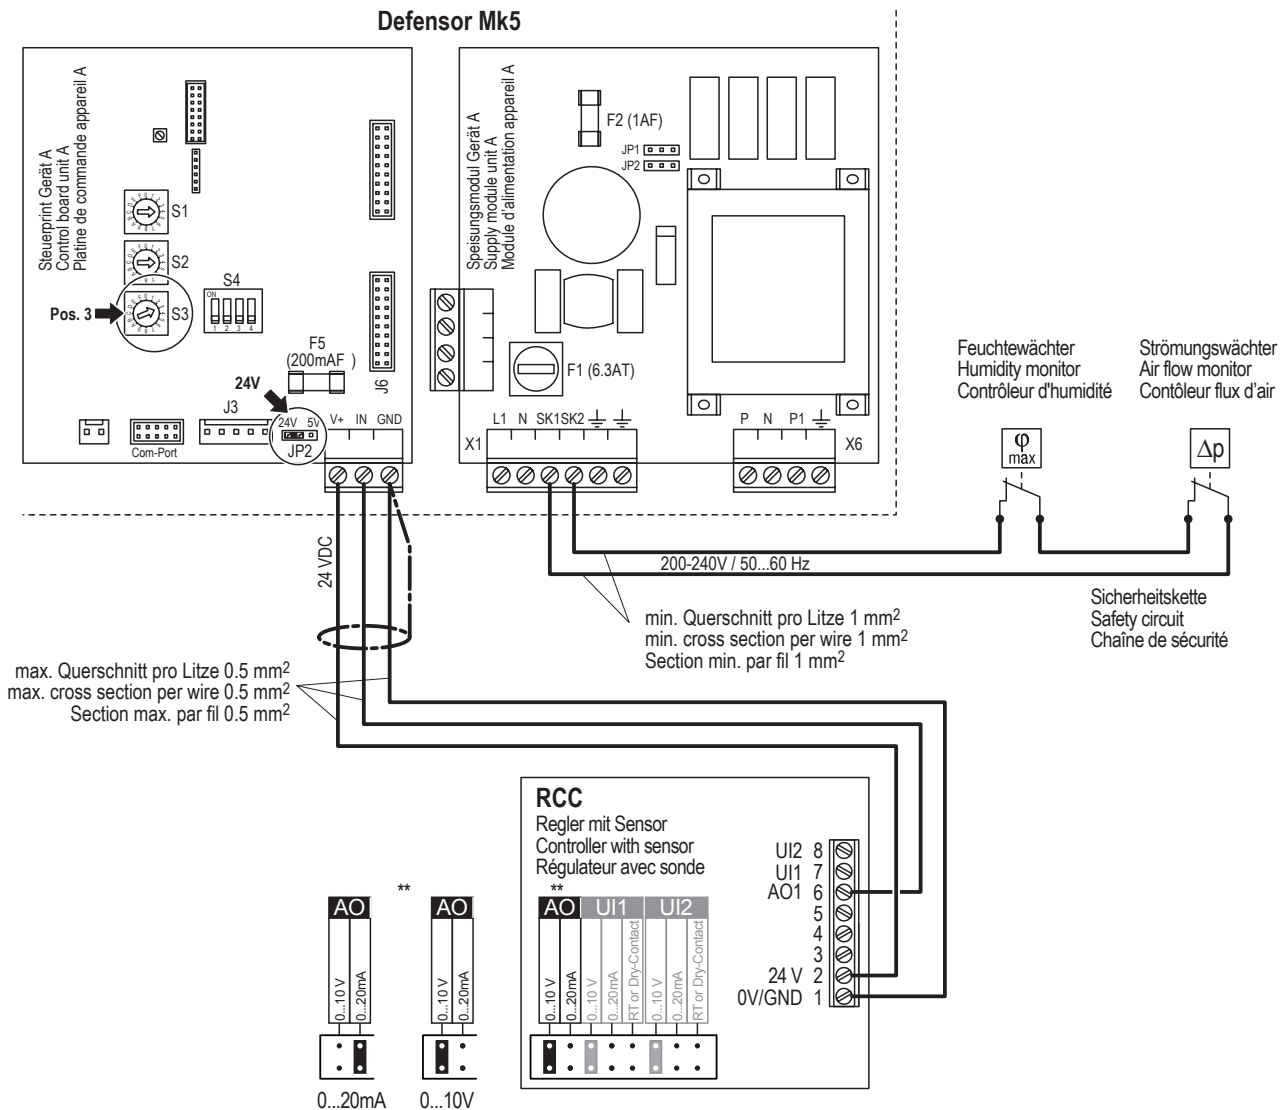 Defensor Mk5
Steuerprint Gerät A
Control board unit A
Platine de commande appareil A
S1
S2
S3
Pos. 3
S4
ON
1 2 3 4
F5
(200mAF )
24V
J3
J6
24V 5V
JP2
V+ IN GND
Com-Port
Speisungsmodul Gerät A
Supply module unit A
Module d'alimentation appareil A
F2 (1AF)
JP1
JP2
F1 (6.3AT)
X1
L1 N SK1 SK2
P N P1
X6
Feuchtewächter
Humidity monitor
Contrôleur d'humidité
Strömungswächter
Air flow monitor
Contôleur flux d'air
φ
max
Δp
24 VDC
200-240V / 50...60 Hz
min. Querschnitt pro Litze 1 mm2
min. cross section per wire 1 mm2
Section min. par fil 1 mm2
Sicherheitskette
Safety circuit
Chaîne de sécurité
max. Querschnitt pro Litze 0.5 mm2
max. cross section per wire 0.5 mm2
Section max. par fil 0.5 mm2
RCC
Regler mit Sensor
Controller with sensor
Régulateur avec sonde
UI2 8
UI1 7
AO1 6
5
4
3
24 V 2
0V/GND 1
**
AO
0...10 V
0...20mA
0...20mA
AO
0...10 V
0...20mA
0...10V
**
AO UI1 UI2
0...10 V
0...20mA
0...10 V
0...20mA
RT or Dry-Contact
0...10 V
0...20mA
RT or Dry-Contact